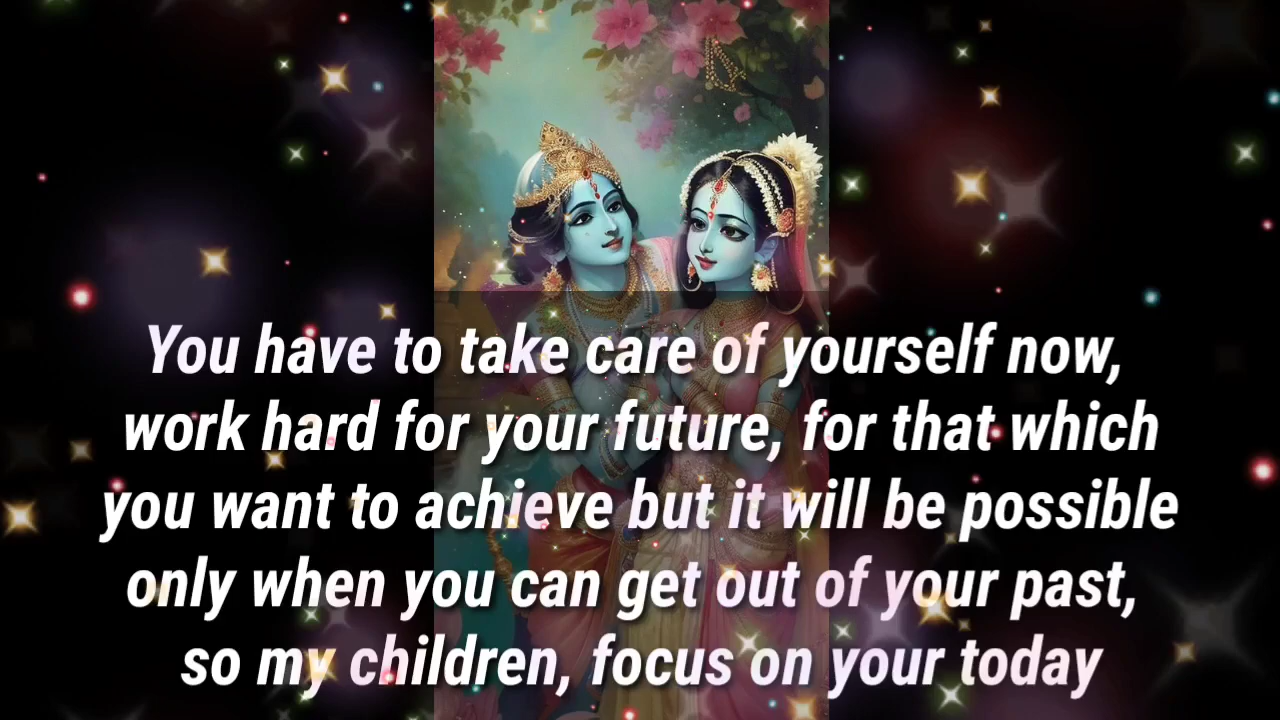 You have to take care of yourself now,
work hard for your future, for that which
you want to achieve but it will be possible
only when you can get out of your past,
so my children, focus on your today